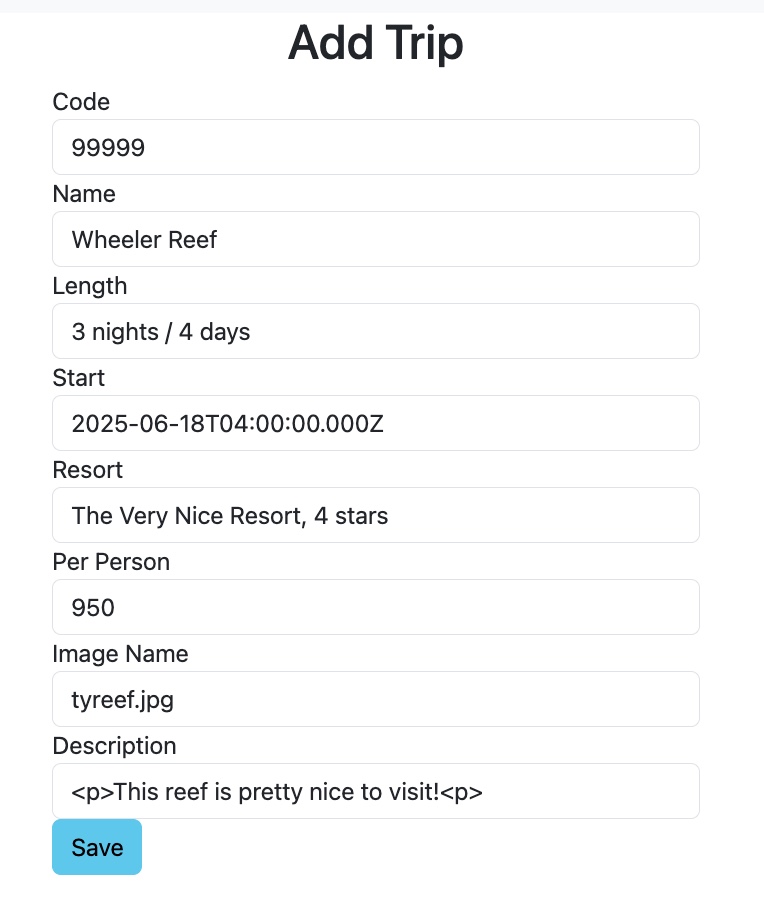 Add Trip
Code
99999
Name
Wheeler Reef
Length
3 nights / 4 days
Start
2025-06-18T04:00:00.000Z
Resort
The Very Nice Resort, 4 stars
Per Person
950
Image Name
tyreef.jpg
Description
<p>This reef is pretty nice to visit!<p>
Save